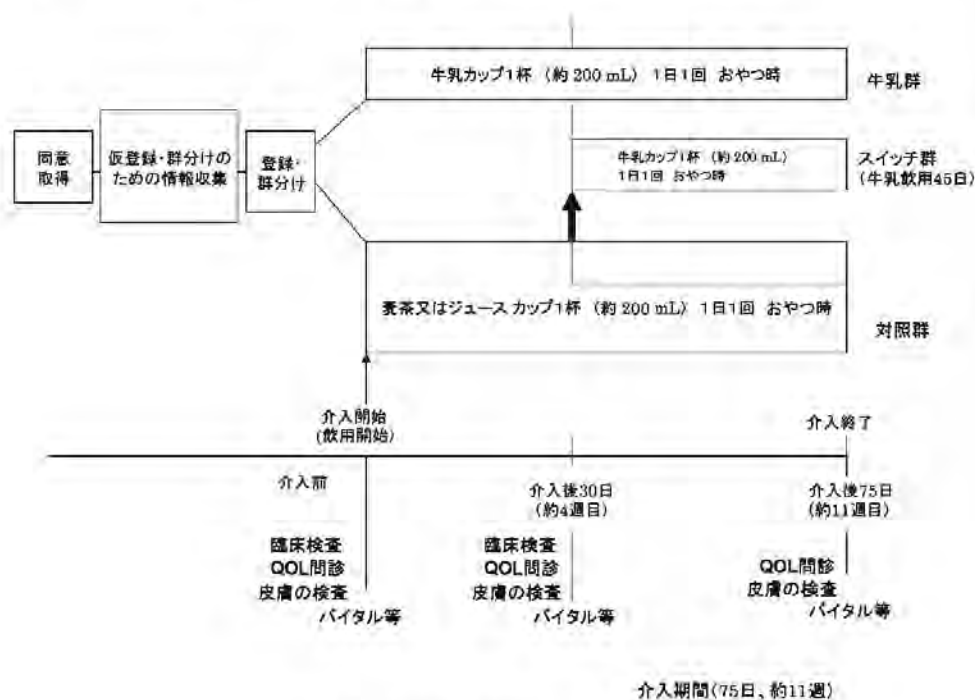 牛乳カップ1杯 (約200 mL) 1日1回 おやつ時
牛乳群
同意
取得
仮登録・群分けの
ための情報収集
登録・
群分け
牛乳カップ1杯 (約200 mL)
1日1回 おやつ時
スイッチ群
(牛乳飲用45日)
麦茶又はジュース カップ1杯 (約200 mL) 1日1回 おやつ時
対照群
介入開始
(飲用開始)
介入終了
介入前
介入後30日
(約4週目)
介入後75日
(約11週目)
臨床検査
QOL問診
皮膚の検査
バイタル等
臨床検査
QOL問診
皮膚の検査
バイタル等
QOL問診
皮膚の検査
バイタル等
介入期間(75日、約11週)